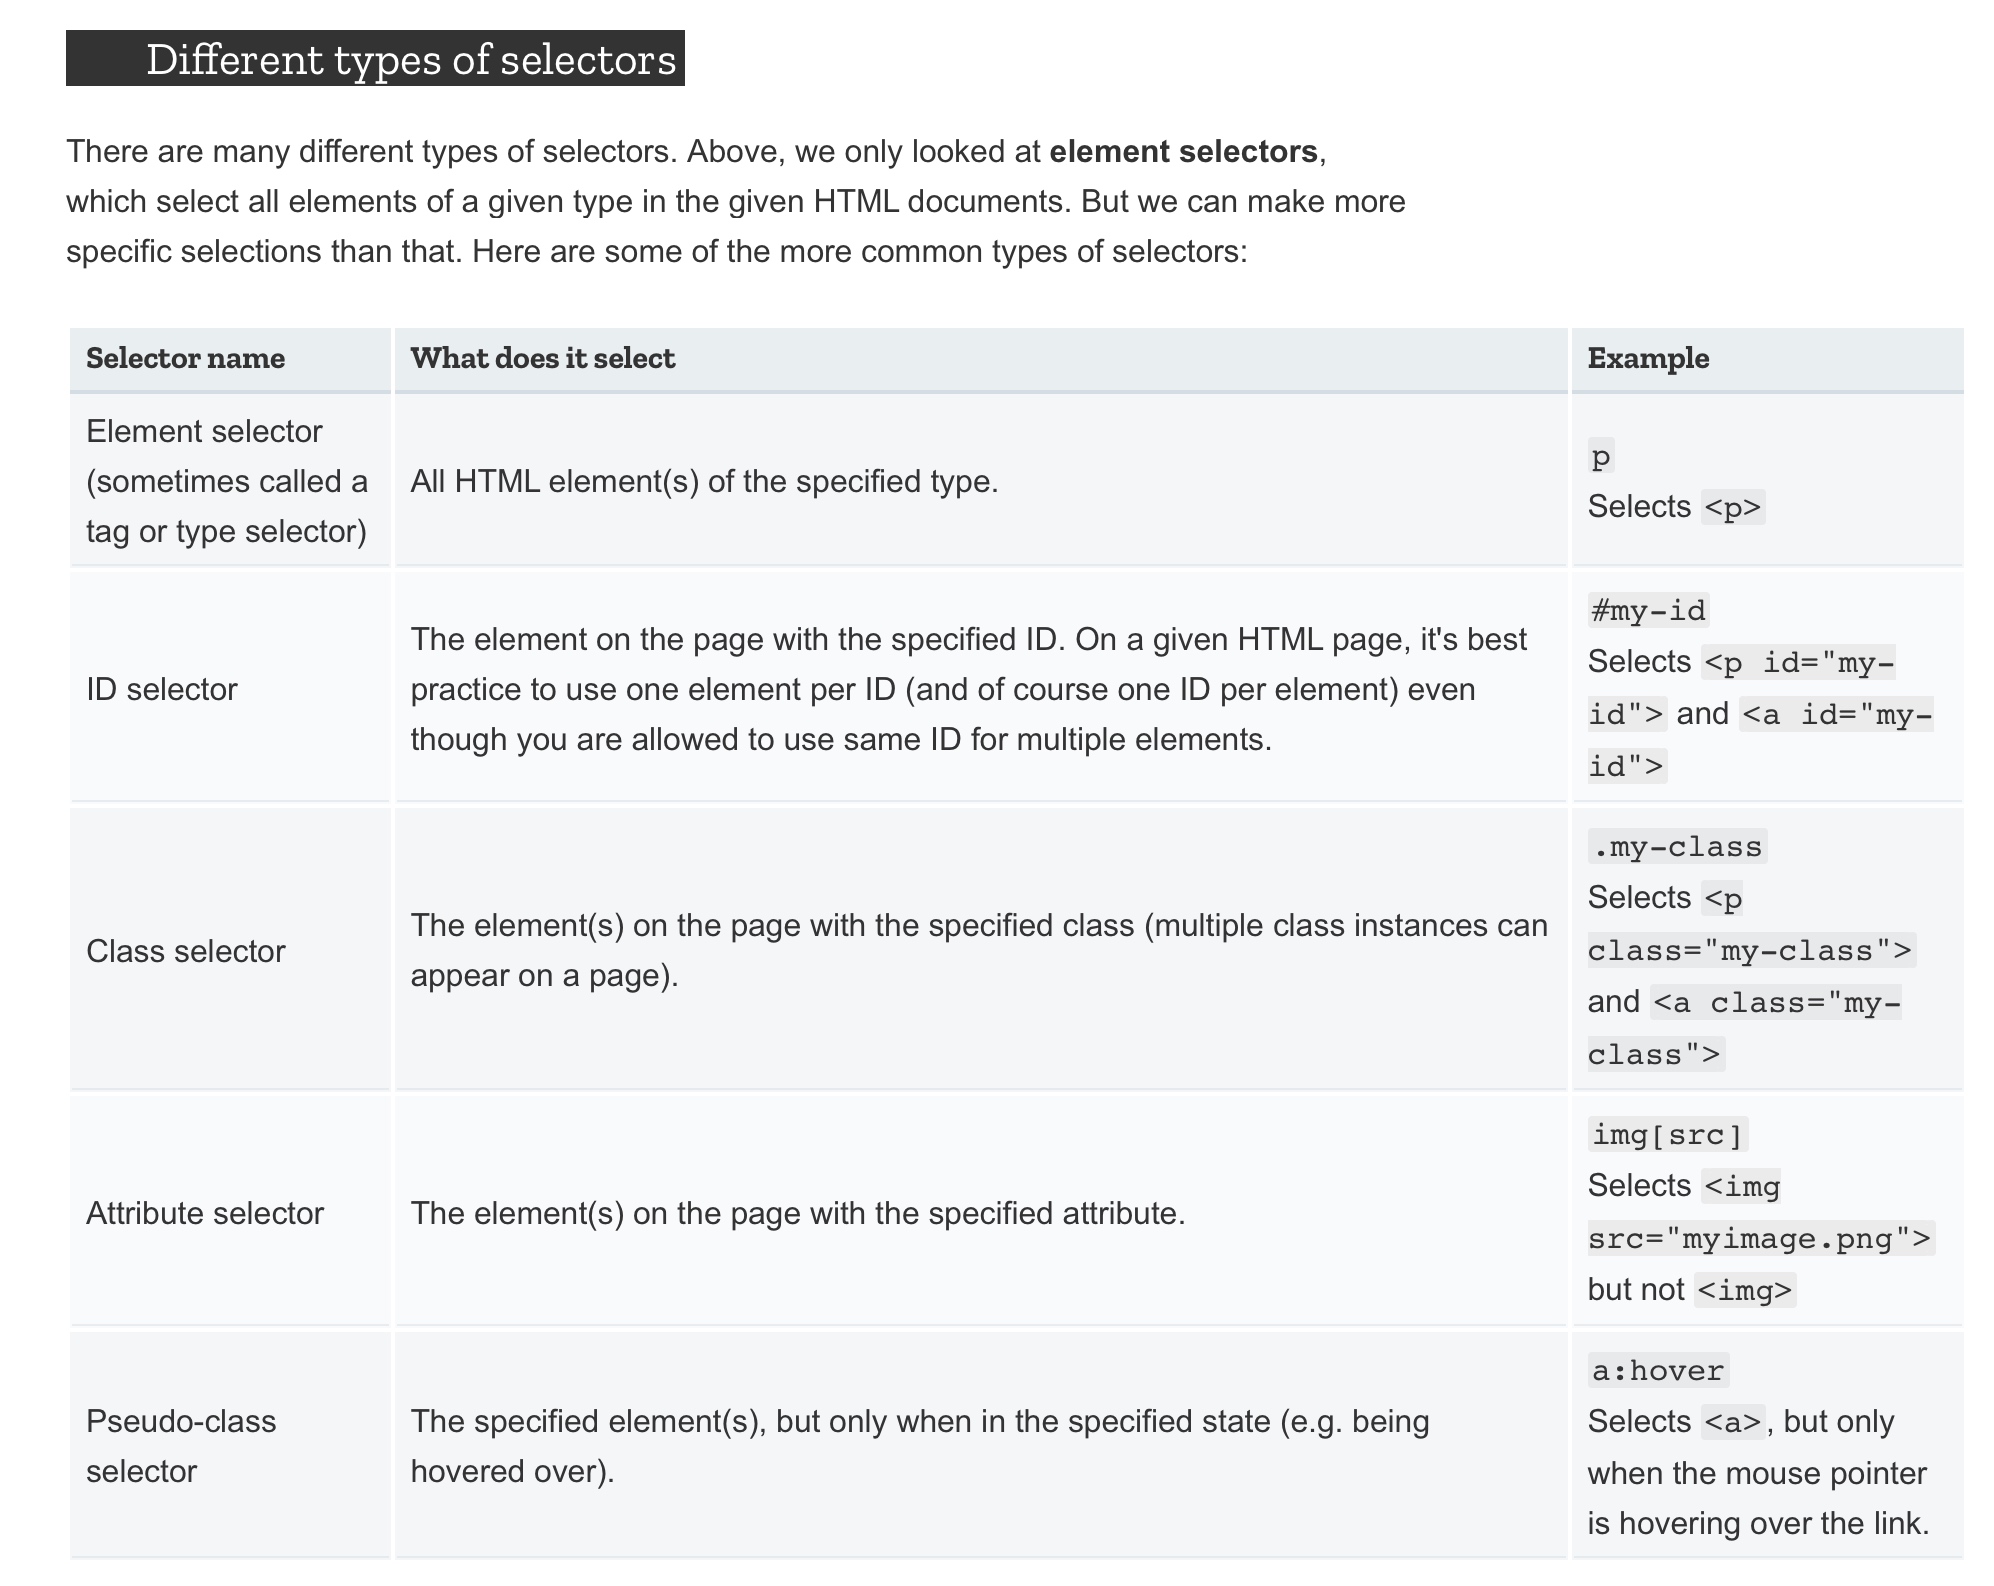 Different types of selectors
There are many different types of selectors. Above, we only looked at element selectors,
which select all elements of a given type in the given HTML documents. But we can make more
specific selections than that. Here are some of the more common types of selectors:
Selector name What does it select Example
Element selector
(sometimes called a
tag or type selector)
All HTML element(s) of the specified type.
p
Selects <p>
ID selector
The element on the page with the specified ID. On a given HTML page, it's best
practice to use one element per ID (and of course one ID per element) even
though you are allowed to use same ID for multiple elements.
#my-id
Selects <p id="my-
id"> and <a id="my-
id">
Class selector
The element(s) on the page with the specified class (multiple class instances can
appear on a page).
.my-class
Selects <p
class="my-class">
and <a class="my-
class">
Attribute selector
The element(s) on the page with the specified attribute.
img[src]
Selects <img
src="myimage.png">
but not <img>
Pseudo-class
selector
The specified element(s), but only when in the specified state (e.g. being
hovered over).
a:hover
Selects <a>, but only
when the mouse pointer
is hovering over the link.